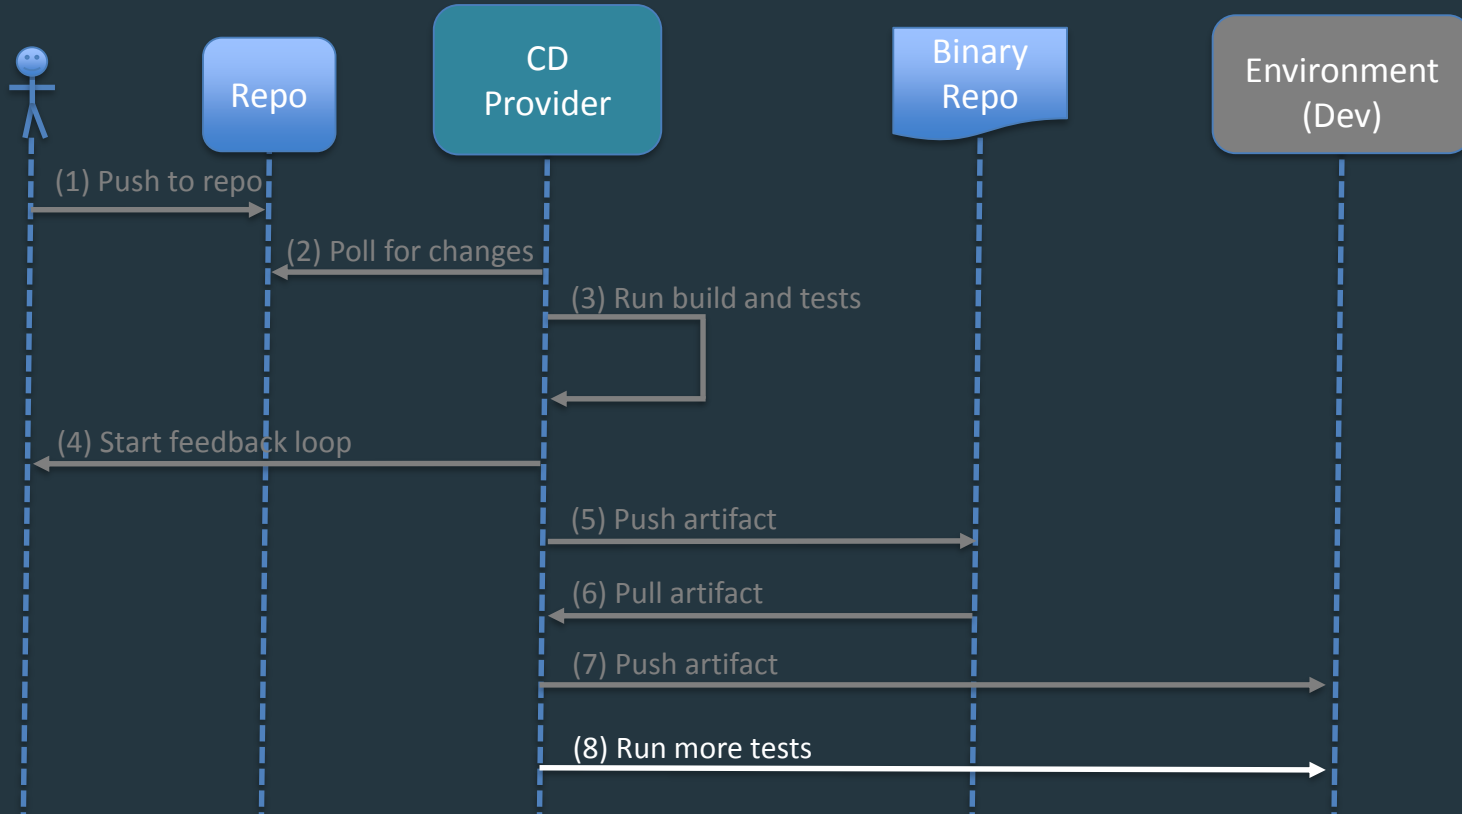 Repo
CD
Provider
Binary
Repo
Environment
(Dev)
(1) Push to repo
(2) Poll for changes
(3) Run build and tests
(4) Start feedback loop
(5) Push artifact
(6) Pull artifact
(7) Push artifact
(8) Run more tests